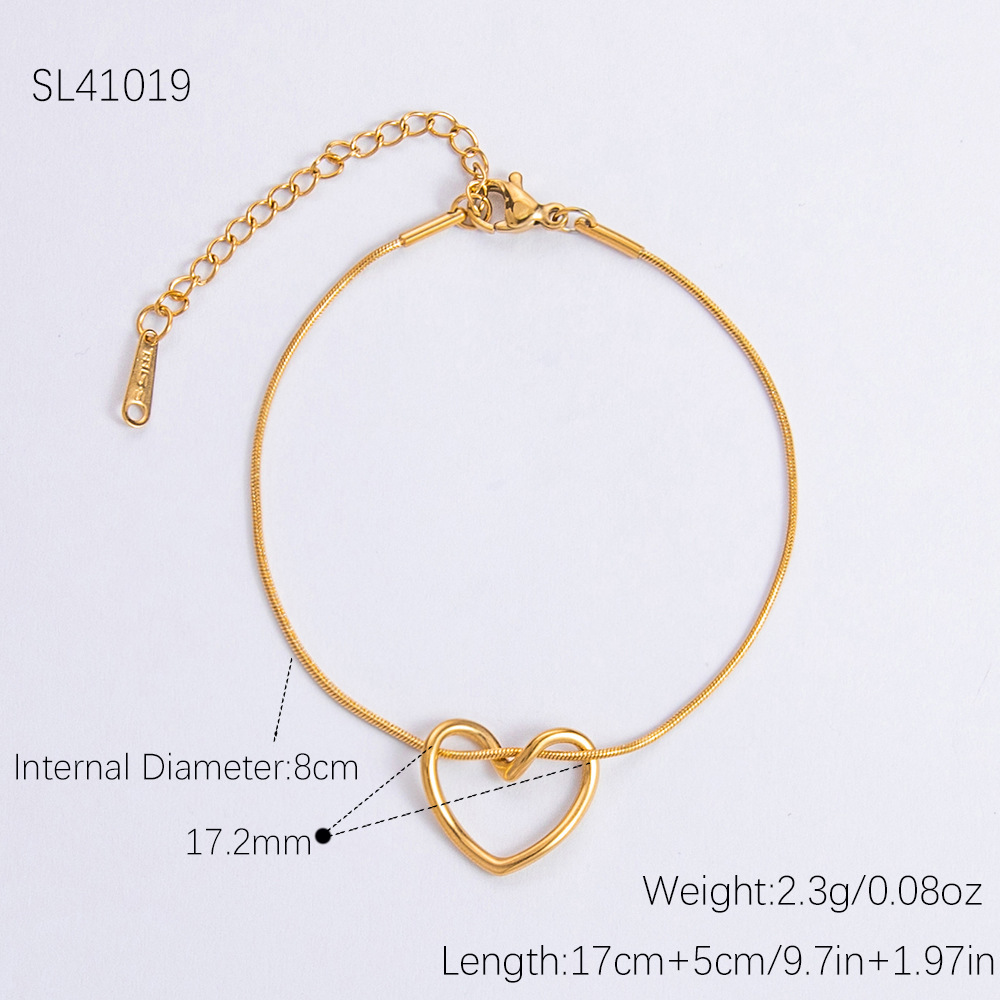 SL41019
Internal Diameter:8cm
17.2mm
Weight:2.3g/0.08oz
Length:17cm+5cm/9.7in+1.97in